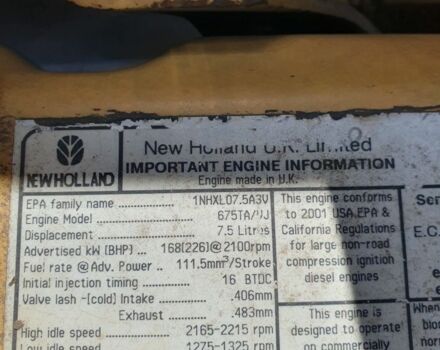 New Holland U.K. Limited
IMPORTANT ENGINE INFORMATION
NEW HOLLAND
Engine made in U.K.
EPA family name 1NHXL07.5A3V
Engine Model 675TA/
Displacement 7.5 Litres
Advertised kW (BHP) 168(226)@ 2100rpm
Fuel rate @ Adv. Power 111.5mm³/Stroke
Initial injection timing 16 BTDC
Valve lash -(cold) Intake .406mm
Exhaust .483mm
High idle speed 2165-2215 rpm
Low idle speed 1275-1325 rpm
This engine conforms
to 2001 USA,EPA &
California Regulations
for large non-road
compression ignition
diesel engines
This engine is
designed to operate
on commercial
Ser
E.C.
When